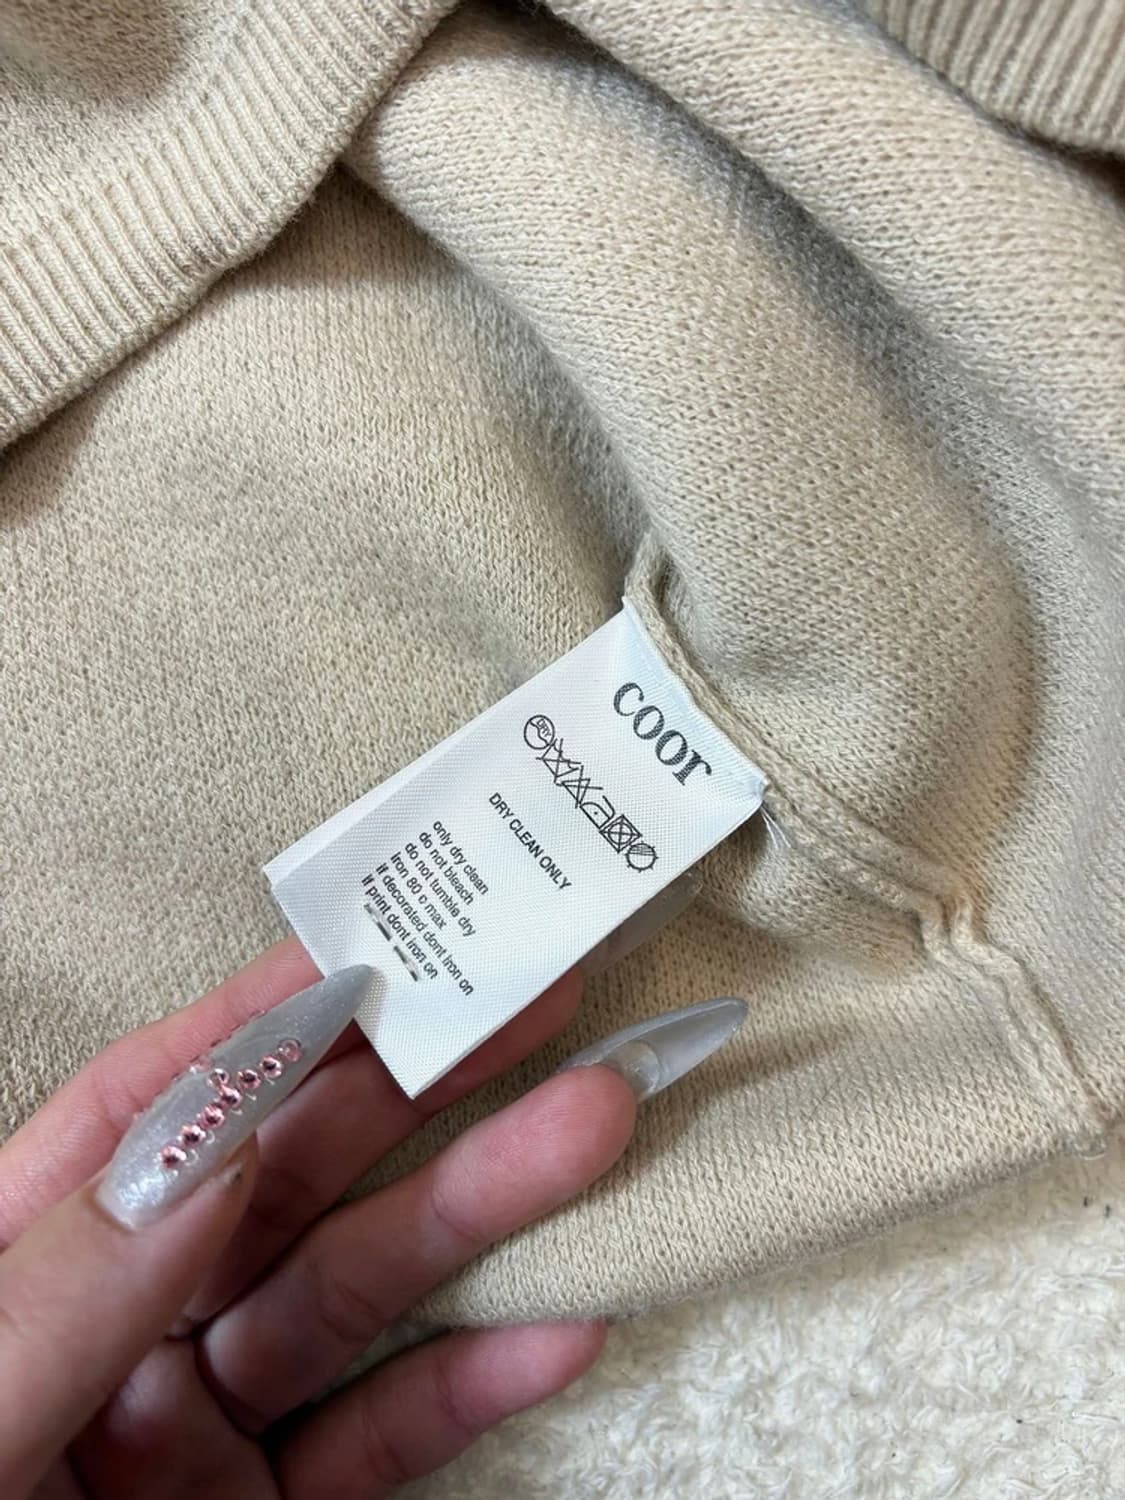 coor
DRY
DRY CLEAN ONLY
only dry clean
do not bleach
do not tumble dry
Iron 80 c max
If decorated dont Iron on
If print dont iron on